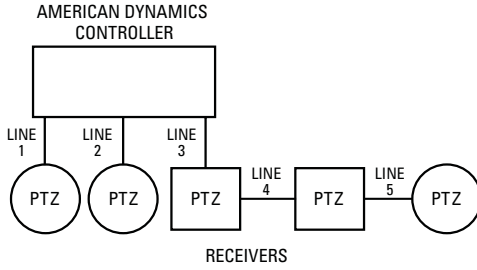 AMERICAN DYNAMICS
CONTROLLER
LINE
1
LINE
2
LINE
3
LINE
4
LINE
5
PTZ
PTZ
PTZ
PTZ
PTZ
RECEIVERS